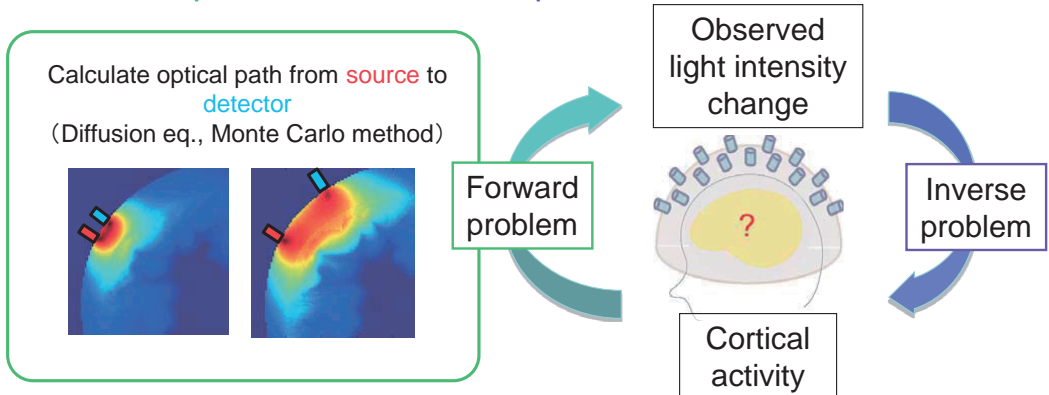 Calculate optical path from source to
detector
（Diffusion eq., Monte Carlo method）
Forward
problem
Observed
light intensity
change
?
Inverse
problem
Cortical
activity